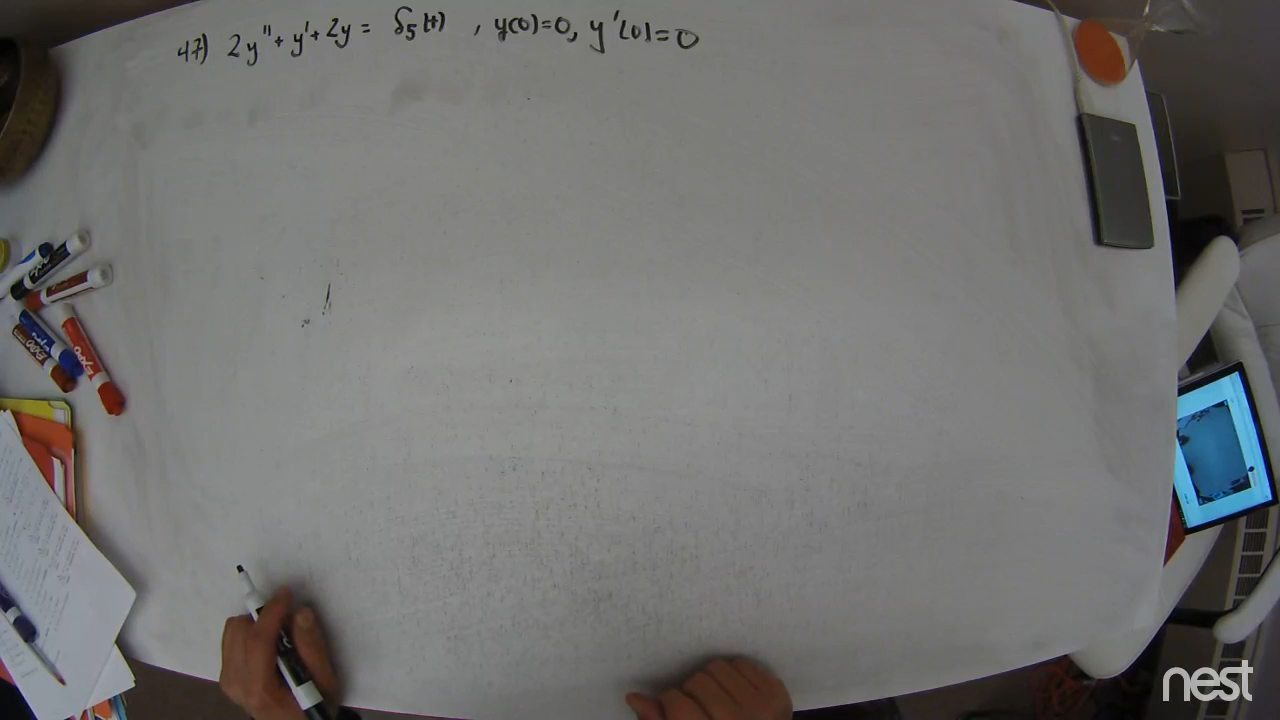 47) 2y'' + y' + 2y = δ₅(t) , y(0)=0, y'(0)=0
nest